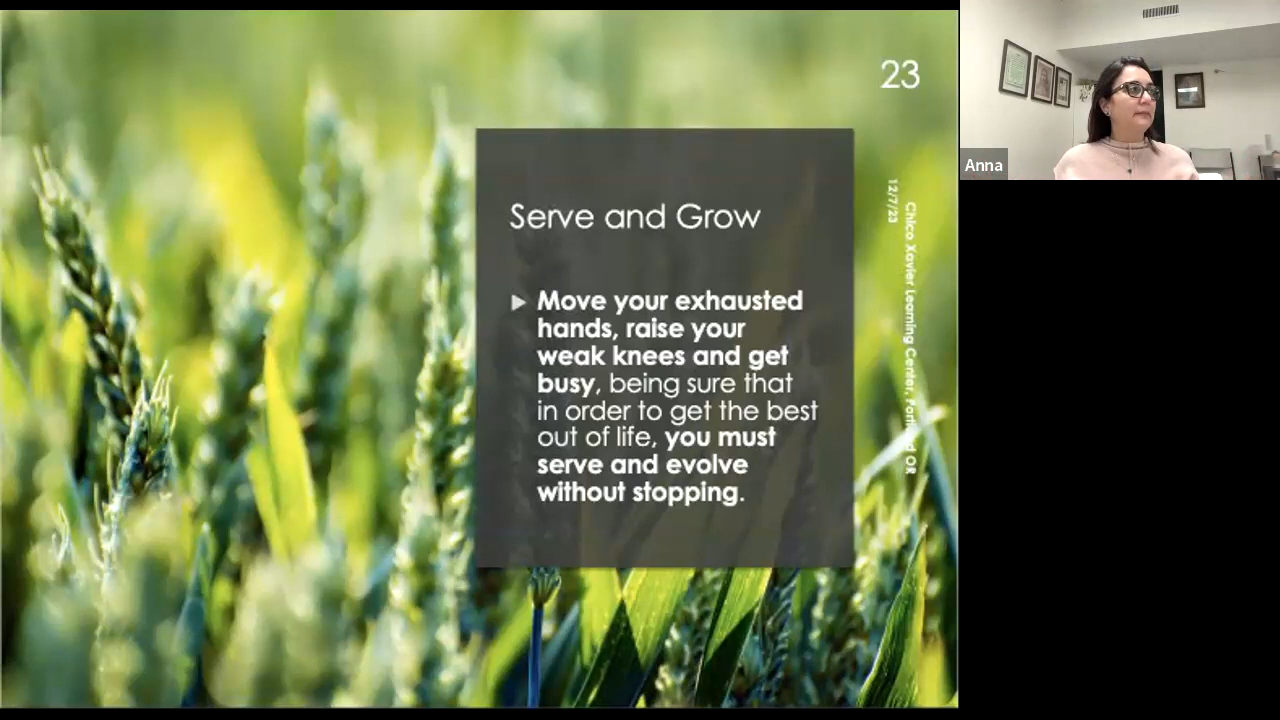 23
Serve and Grow
Move your exhausted
hands, raise your
weak knees and get
busy, being sure that
in order to get the best
out of life, you must
serve and evolve
without stopping.
12/7/23
Chico Xavier Learning Center, Portland OR
Anna